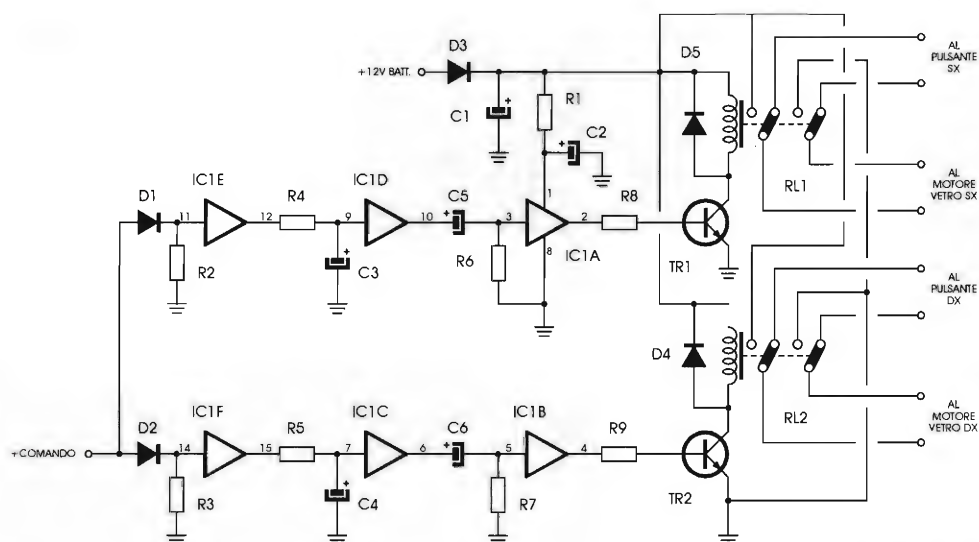 D3
D5
AL
PULSANTE
SX
+12V BATT.
R1
C1
+
C2
+
1
RL1
AL
MOTORE
VETRO SX
D1
IC1E
R4
IC1D
C5
R8
11
12
9
10
+
3
2
8
IC1A
TR1
R2
+
C3
R6
AL
PULSANTE
DX
D4
RL2
AL
MOTORE
VETRO DX
D2
IC1F
R5
IC1C
C6
IC1B
R9
+COMANDO
14
15
7
6
+
5
4
TR2
R3
+
C4
R7